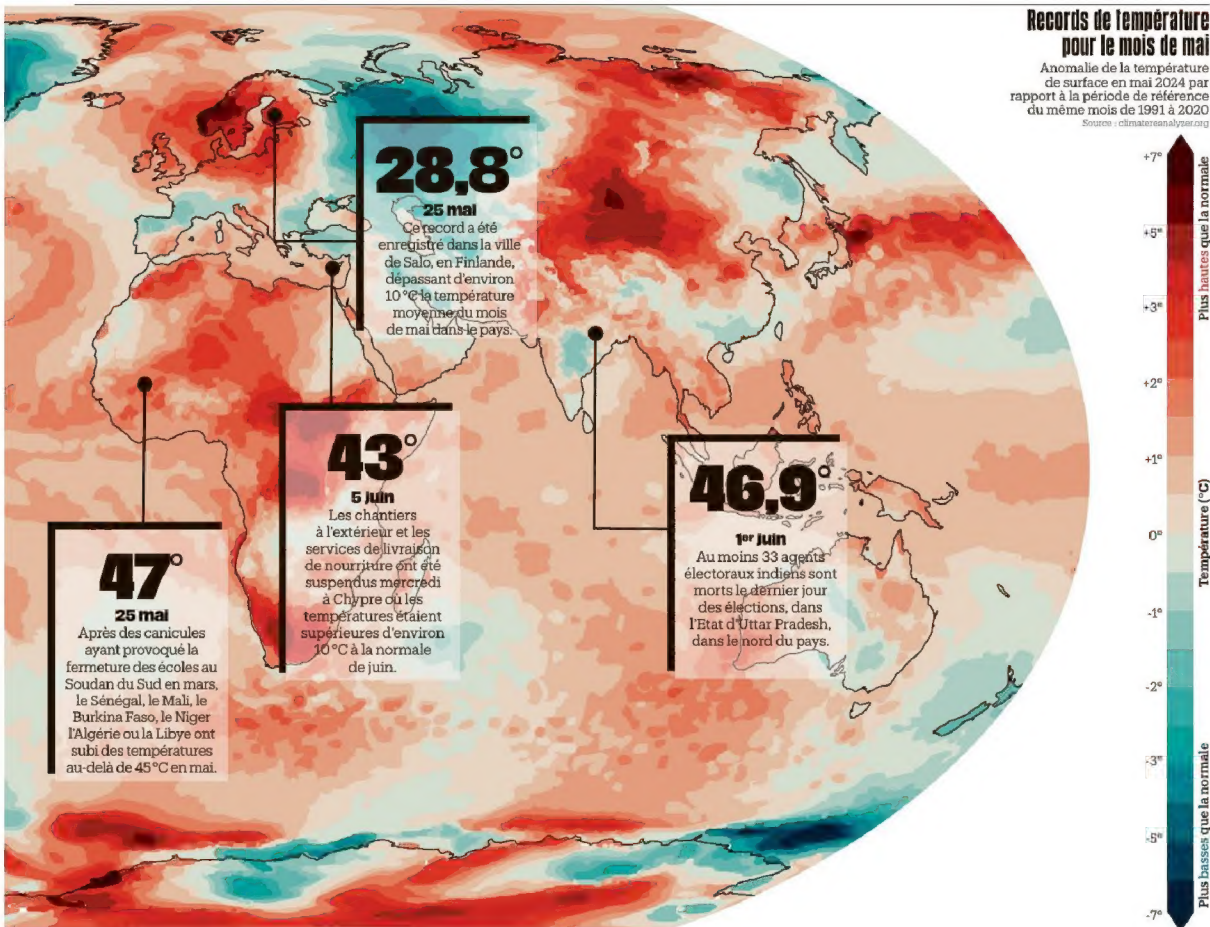 Records de température
pour le mois de mai
Anomalie de la température
de surface en mai 2024 par
rapport à la période de référence
du même mois de 1991 à 2020
Source : climatereanalyzer.org
28,8°
25 mai
Ce record a été
enregistré dans la ville
de Salo, en Finlande,
dépassant d'environ
10 °C la température
moyenne du mois
de mai dans le pays.
43°
5 juin
Les chantiers
à l'extérieur et les
services de livraison
de nourriture ont été
suspendus mercredi
à Chypre où les
températures étaient
supérieures d'environ
10 °C à la normale
de juin.
46,9°
1er juin
Au moins 33 agents
électoraux indiens sont
morts le dernier jour
des élections, dans
l'Etat d'Uttar Pradesh,
dans le nord du pays.
47°
25 mai
Après des canicules
ayant provoqué la
fermeture des écoles au
Soudan du Sud en mars,
le Sénégal, le Mali, le
Burkina Faso, le Niger
l'Algérie ou la Libye ont
subi des températures
au-delà de 45 °C en mai.
+7°
+5°
+3°
+2°
+1°
0°
-1°
-2°
-3°
-5°
-7°
Plus hautes que la normale
Température (°C)
Plus basses que la normale